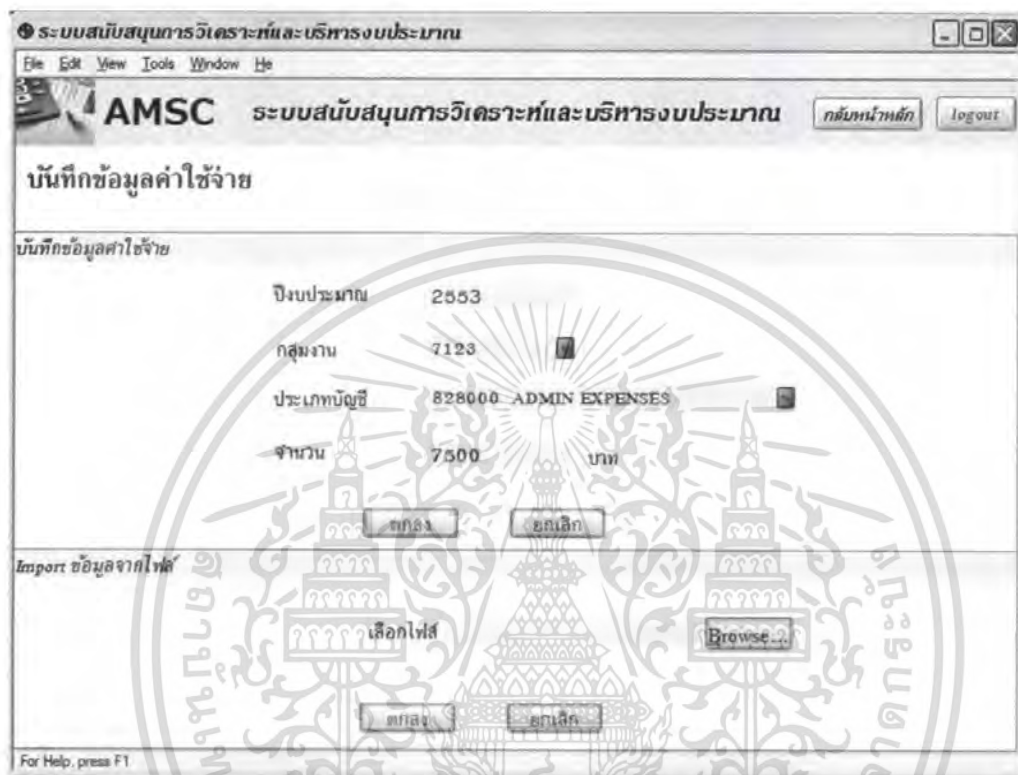 ระบบสนับสนุนการวิเคราะห์และบริหารงบประมาณ
File Edit View Tools Window He
AMSC ระบบสนับสนุนการวิเคราะห์และบริหารงบประมาณ กลับหน้าหลัก logout
บันทึกข้อมูลค่าใช้จ่าย
บันทึกข้อมูลค่าใช้จ่าย
ปีงบประมาณ 2553
กลุ่มงาน 7123
ประเภทบัญชี 828000 ADMIN EXPENSES
จำนวน 7500 บาท
ตกลง ยกเลิก
Import ข้อมูลจากไฟล์
เลือกไฟล์ Browse...
ตกลง ยกเลิก
For Help, press F1